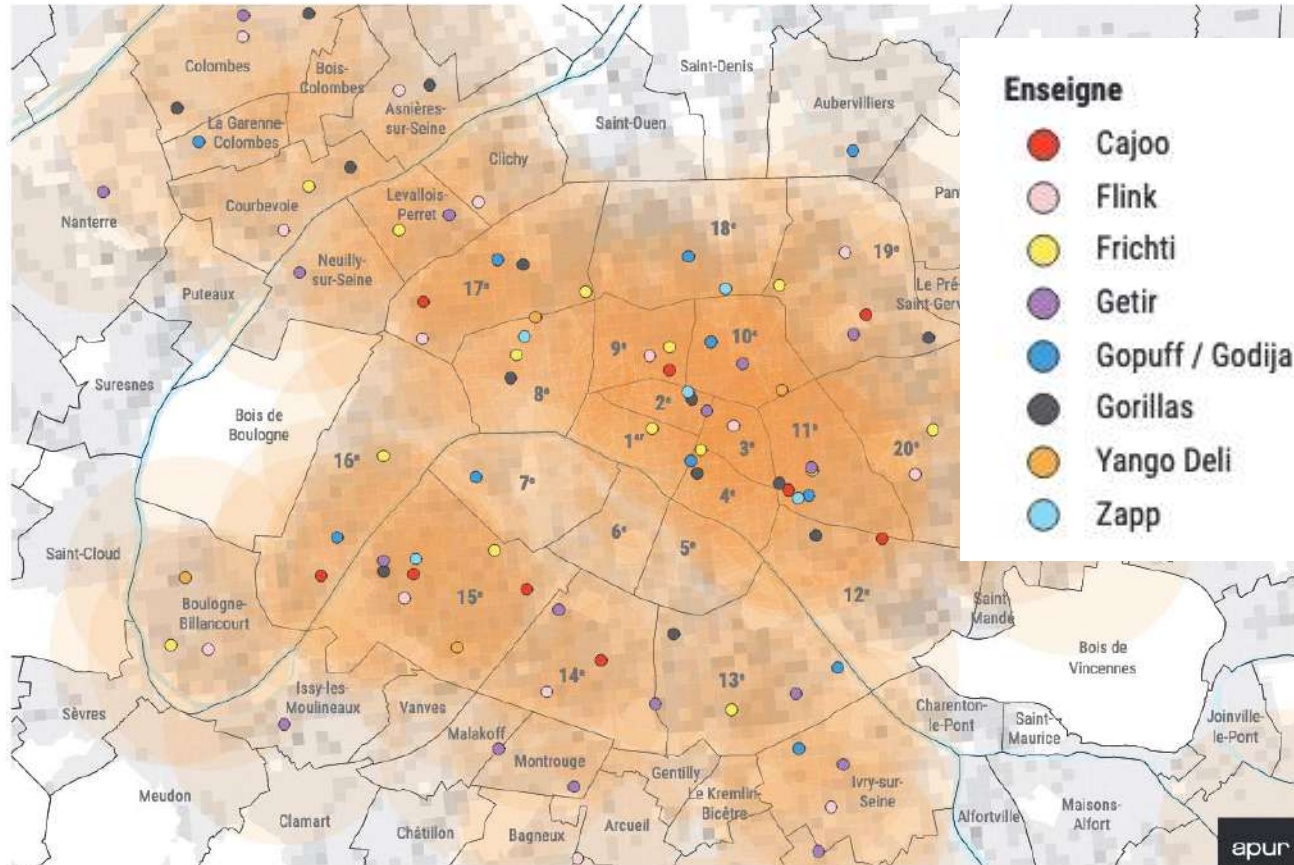 Colombes
Bois-
Colombes
Asnières-
sur-Seine
La Garenne-
Colombes
Clichy
Saint-Ouen
Saint-Denis
Aubervilliers
Nanterre
Courbevoie
Levallois-
Perret
Neuilly-
sur-Seine
Puteaux
Suresnes
Bois de
Boulogne
Saint-Cloud
Boulogne-
Billancourt
Sèvres
Meudon
Issy-les-
Moulineaux
Vanves
Malakoff
Montrouge
Clamart
Châtillon
Bagneux
Arcueil
Gentilly
Le Kremlin-
Bicêtre
Ivry-sur-
Seine
Charenton-
le-Pont
Saint-
Maurice
Alfortville
Maisons-
Alfort
Joinville-
le-Pont
Bois de
Vincennes
Saint
Mandé
Pan
Le Pré-
Saint-Gerv
1er
2e
3e
4e
5e
6e
7e
8e
9e
10e
11e
12e
13e
14e
15e
16e
17e
18e
19e
20e
Enseigne
Cajoo
Flink
Frichti
Getir
Gopuff / Godija
Gorillas
Yango Deli
Zapp
apur